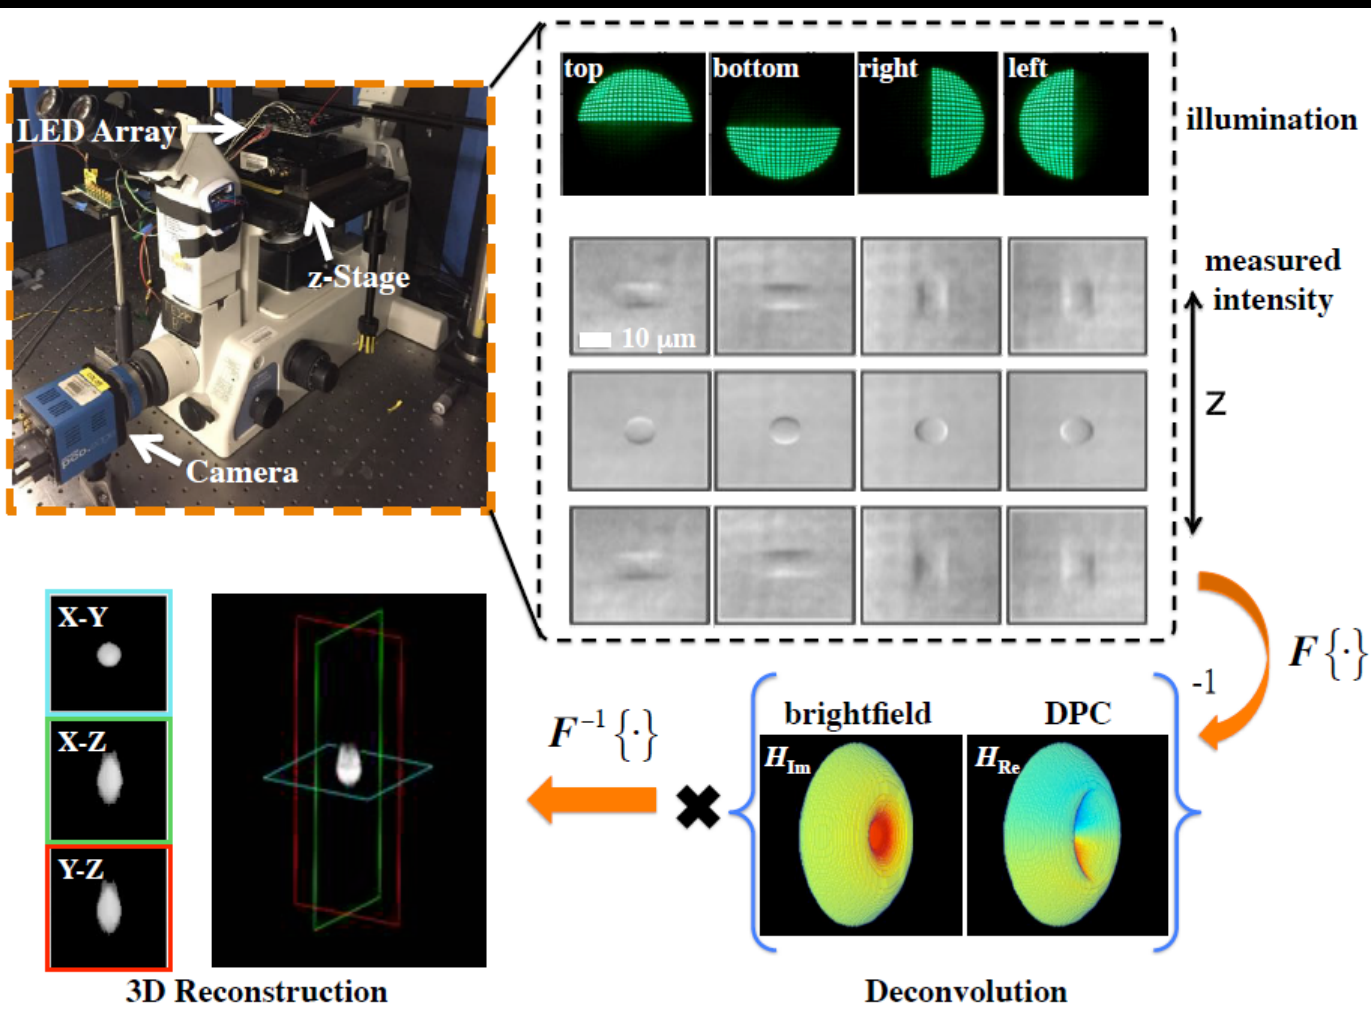 LED Array
z-Stage
Camera
top
bottom
right
left
illumination
10 μm
measured
intensity
z
F{·}
-1
brightfield
DPC
H_Im
H_Re
Deconvolution
F⁻¹{·}
X-Y
X-Z
Y-Z
3D Reconstruction